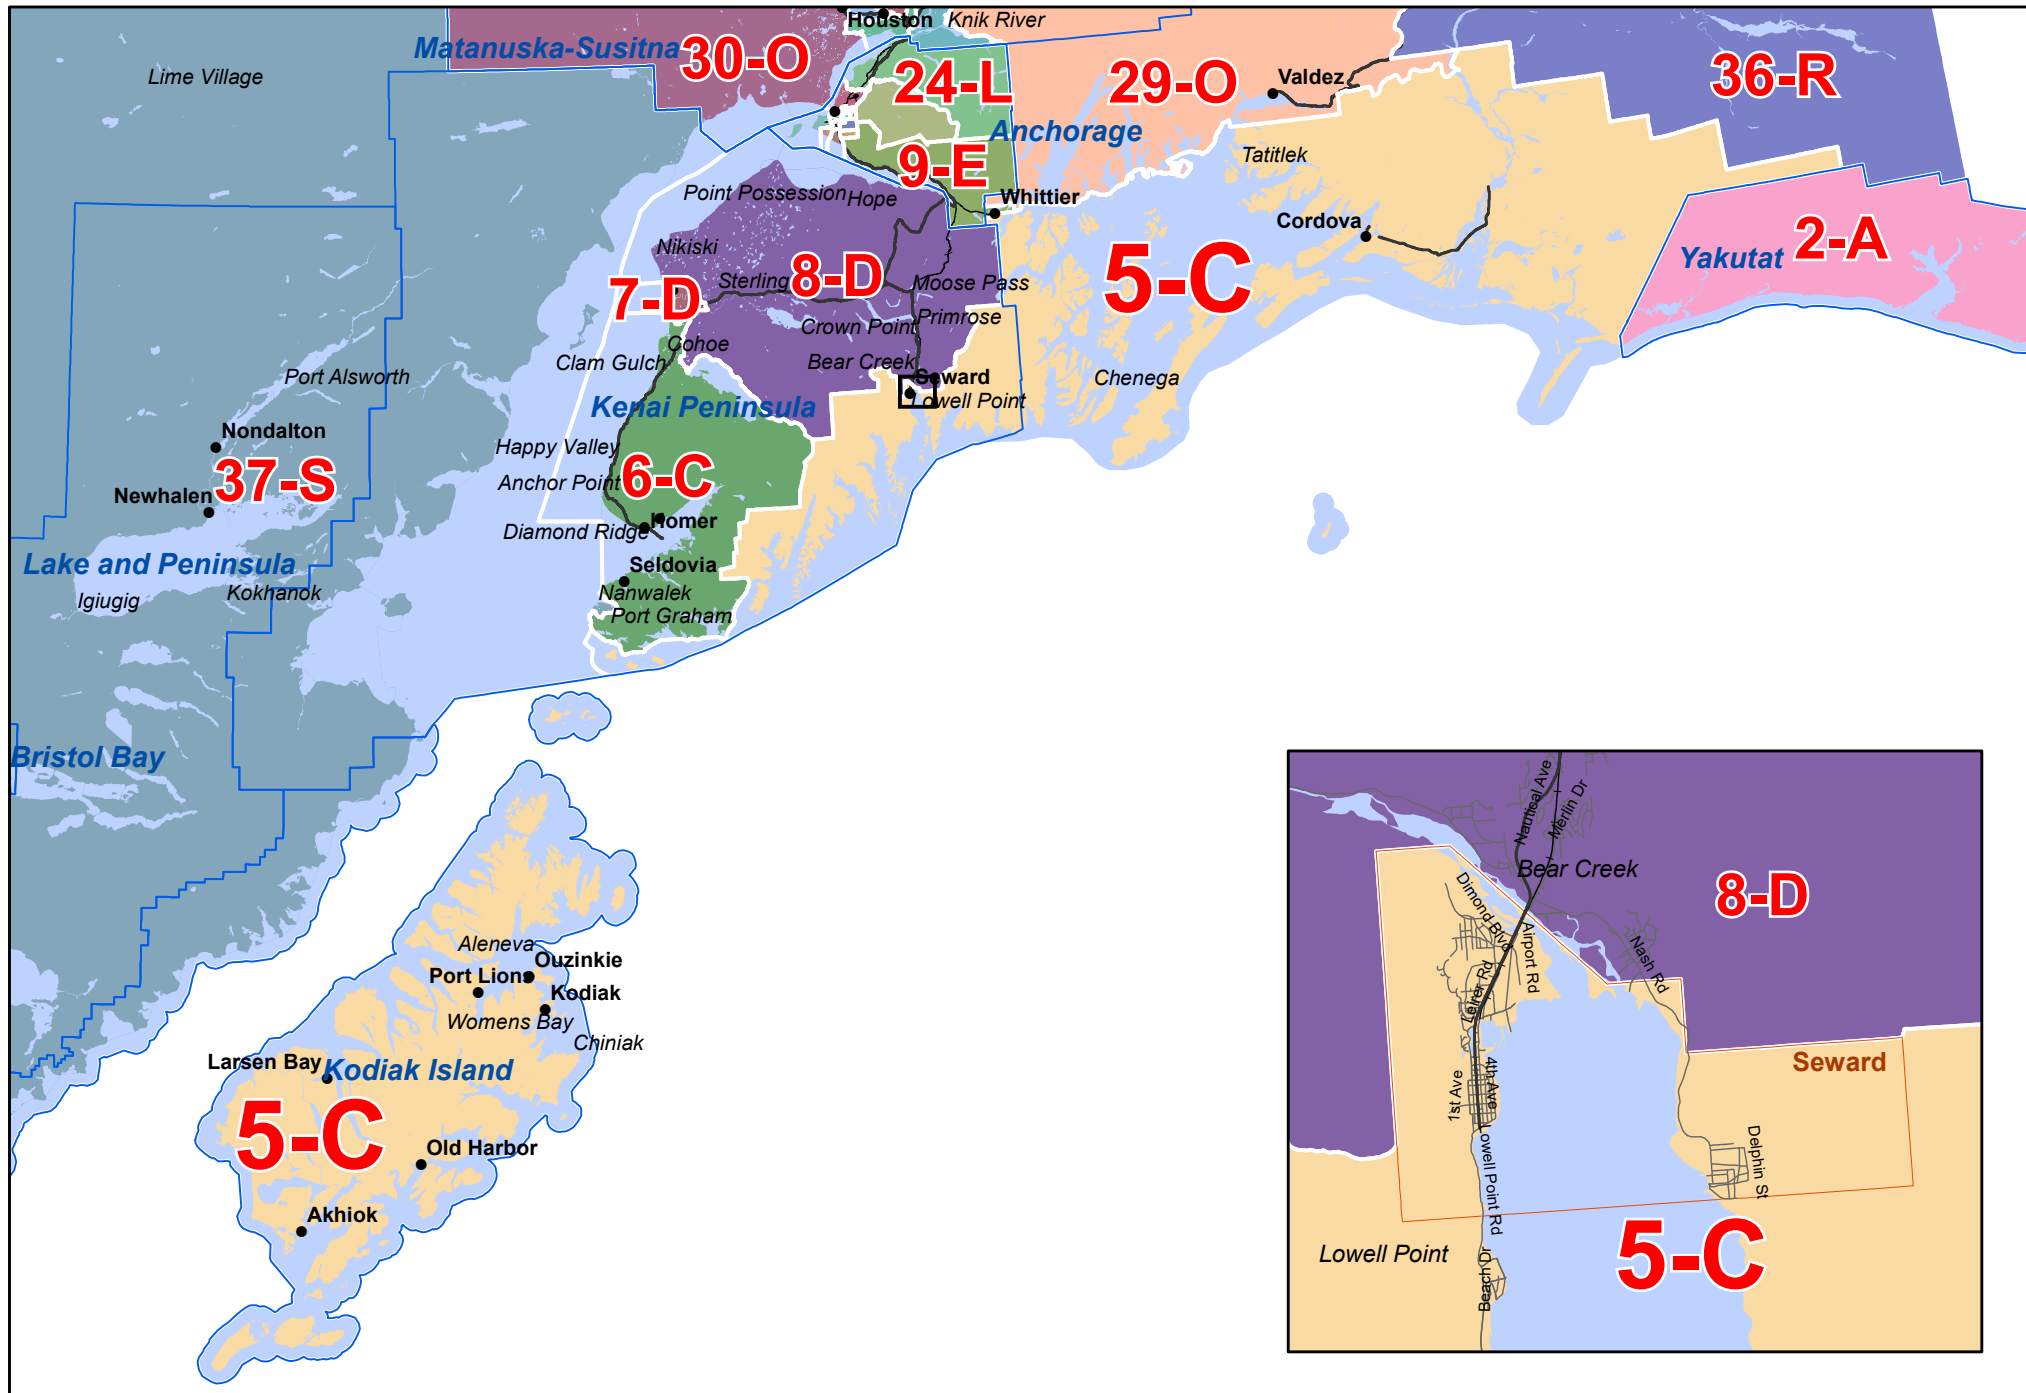 Houston
Knik River
Matanuska-Susitna
30-O
Lime Village
24-L
29-O
Valdez
36-R
Anchorage
Tatitlek
9-E
Point Possession
Hope
Whittier
Cordova
5-C
Yakutat
2-A
Nikiski
Sterling
8-D
Moose Pass
7-D
Crown Point
Primrose
Cohoe
Clam Gulch
Bear Creek
Seward
Lowell Point
Chenega
Port Alsworth
Kenai Peninsula
Nondalton
Happy Valley
37-S
Anchor Point
6-C
Newhalen
Homer
Diamond Ridge
Lake and Peninsula
Seldovia
Igiugig
Kokhanok
Nanwalek
Port Graham
Bristol Bay
Aleneva
Ouzinkie
Port Lions
Kodiak
Womens Bay
Chiniak
Larsen Bay
Kodiak Island
5-C
Old Harbor
Akhiok
Nautical Ave
Merlin Dr
Bear Creek
8-D
Dimond Blvd
Airport Rd
Nash Rd
Leirer Rd
Seward
1st Ave
4th Ave
Lowell Point Rd
Delphin St
Lowell Point
5-C
Beach Dr